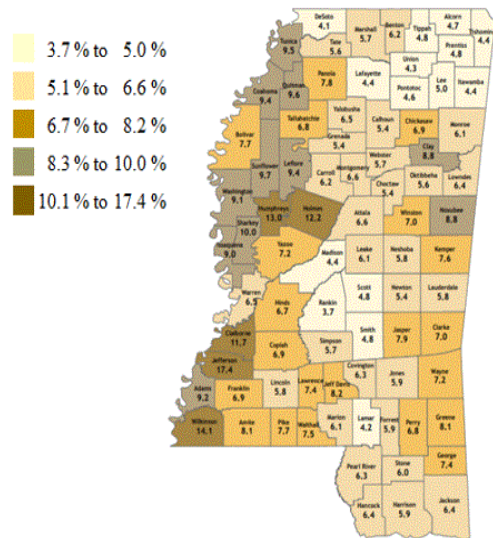 3.7 % to 5.0 %
5.1 % to 6.6 %
6.7 % to 8.2 %
8.3 % to 10.0 %
10.1 % to 17.4 %
DeSoto
4.1
Marshall
5.7
Benton
6.2
Tippah
4.8
Alcorn
4.7
Tishomingo
4.4
Tunica
9.5
Tate
5.6
Prentiss
4.8
Union
4.3
Panola
7.8
Lafayette
4.4
Quitman
9.6
Coahoma
9.4
Pontotoc
4.6
Lee
5.0
Itawamba
4.4
Yalobusha
6.5
Tallahatchie
6.8
Calhoun
5.4
Chickasaw
6.9
Monroe
6.1
Bolivar
7.7
Grenada
5.4
Sunflower
9.7
Leflore
9.4
Webster
5.7
Clay
8.8
Carroll
6.2
Montgomery
6.6
Oktibbeha
5.6
Lowndes
6.4
Choctaw
5.4
Washington
9.1
Humphreys
13.0
Holmes
12.2
Attala
6.6
Winston
7.0
Noxubee
8.8
Sharkey
10.0
Issaquena
9.0
Yazoo
7.2
Madison
4.4
Leake
6.1
Neshoba
5.8
Kemper
7.6
Warren
6.5
Hinds
6.7
Rankin
3.7
Scott
4.8
Newton
5.4
Lauderdale
5.8
Claiborne
11.7
Copiah
6.9
Simpson
5.7
Smith
4.8
Jasper
7.9
Clarke
7.0
Jefferson
17.4
Adams
9.2
Franklin
6.9
Lincoln
5.8
Lawrence
7.4
Jeff Davis
8.2
Covington
6.3
Jones
5.9
Wayne
7.2
Wilkinson
14.1
Amite
8.1
Pike
7.7
Walthall
7.5
Marion
6.1
Lamar
4.2
Forrest
5.9
Perry
6.8
Greene
8.1
George
7.4
Pearl River
6.3
Stone
6.0
Hancock
6.4
Harrison
5.9
Jackson
6.4